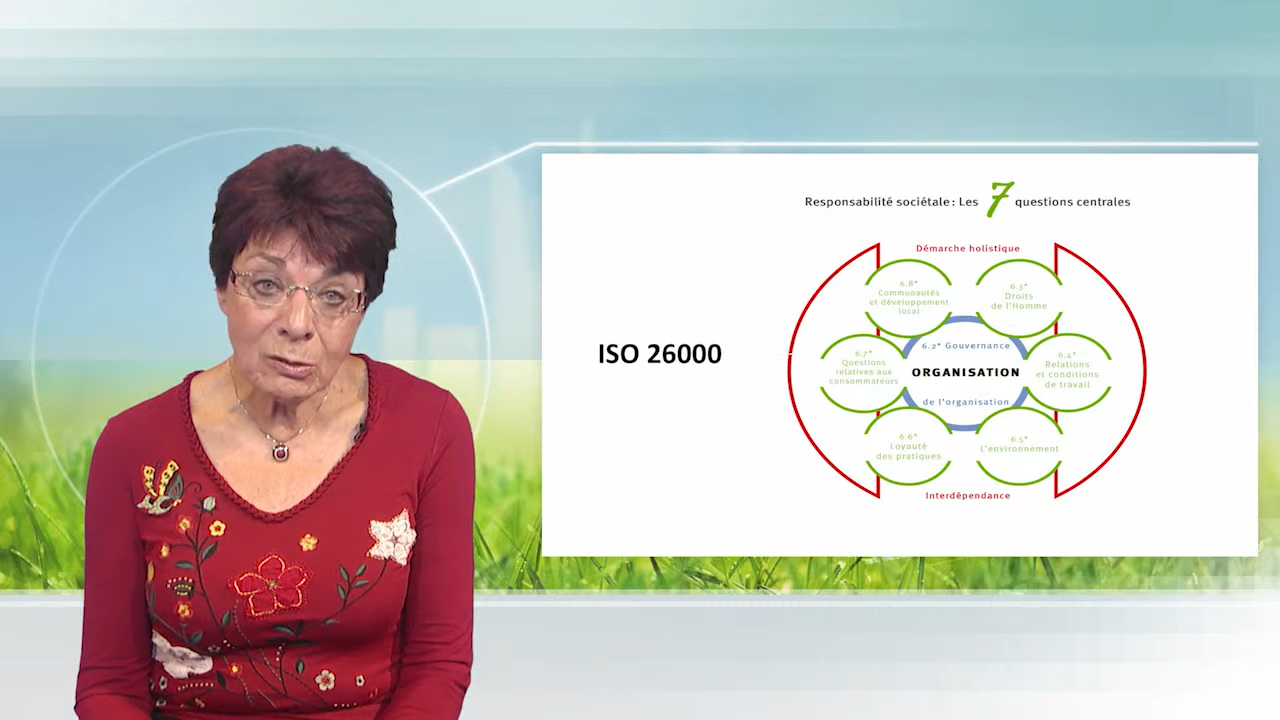 Responsabilité sociétale : Les 7 questions centrales
ISO 26000
Démarche holistique
6.8*
Communautés
et développement
local
6.3*
Droits
de l'Homme
6.2* Gouvernance
6.7*
Questions
relatives aux
consommateurs
ORGANISATION
6.4*
Relations
et conditions
de travail
de l'organisation
6.6*
Loyauté
des pratiques
6.5*
L'environnement
Interdépendance